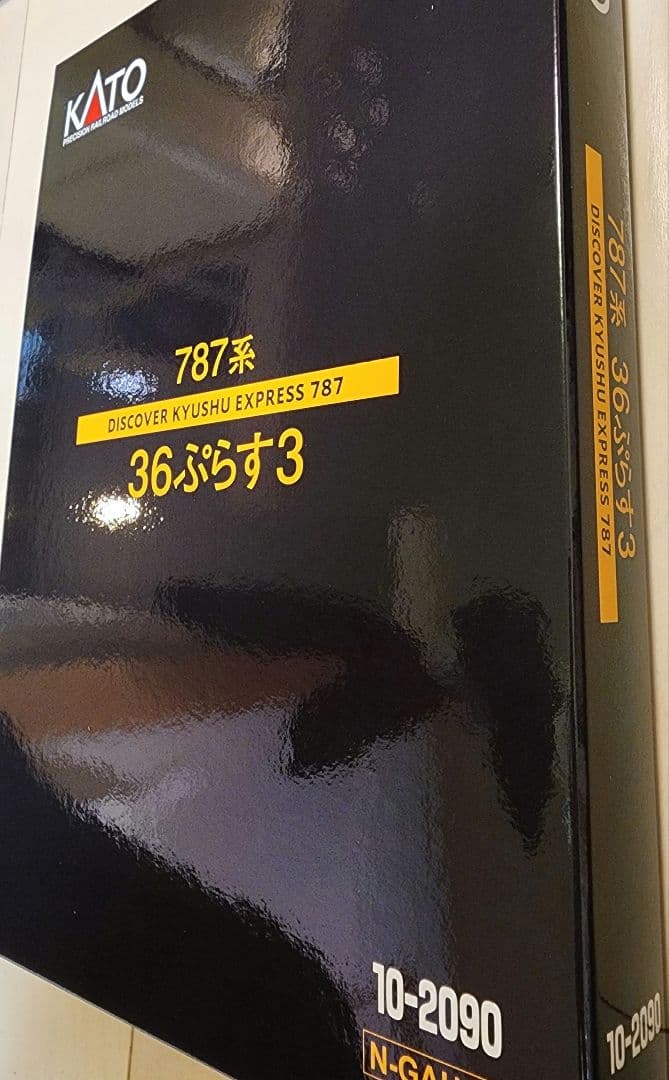 KATO
PRECISION RAILROAD MODELS
787系
DISCOVER KYUSHU EXPRESS 787
36ぷらす3
10-2090
787系 36ぷらす3
DISCOVER KYUSHU EXPRESS 787
10-2090